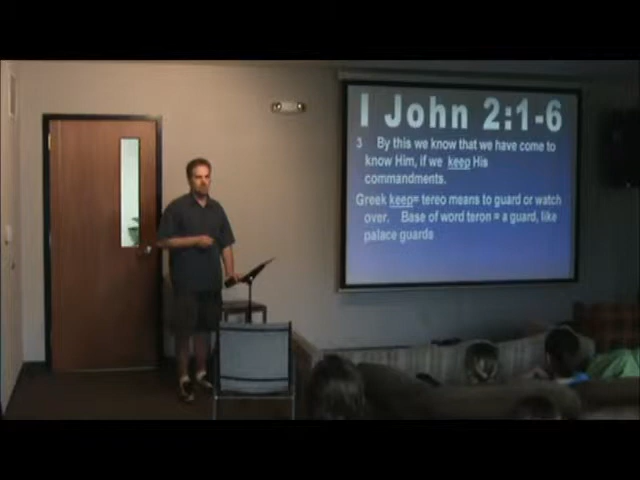 I John 2:1-6
3 By this we know that we have come to
know Him, if we keep His
commandments.
Greek keep= tereo means to guard or watch
over. Base of word teron = a guard, like
palace guards